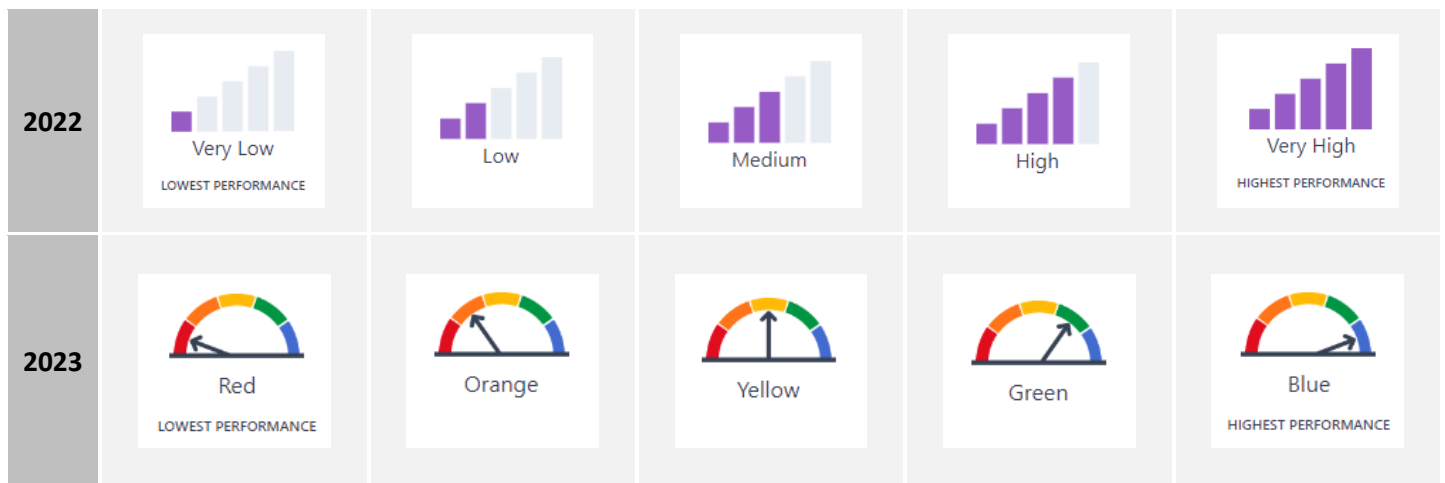 2022
Very Low
LOWEST PERFORMANCE
Low
Medium
High
Very High
HIGHEST PERFORMANCE
2023
Red
LOWEST PERFORMANCE
Orange
Yellow
Green
Blue
HIGHEST PERFORMANCE